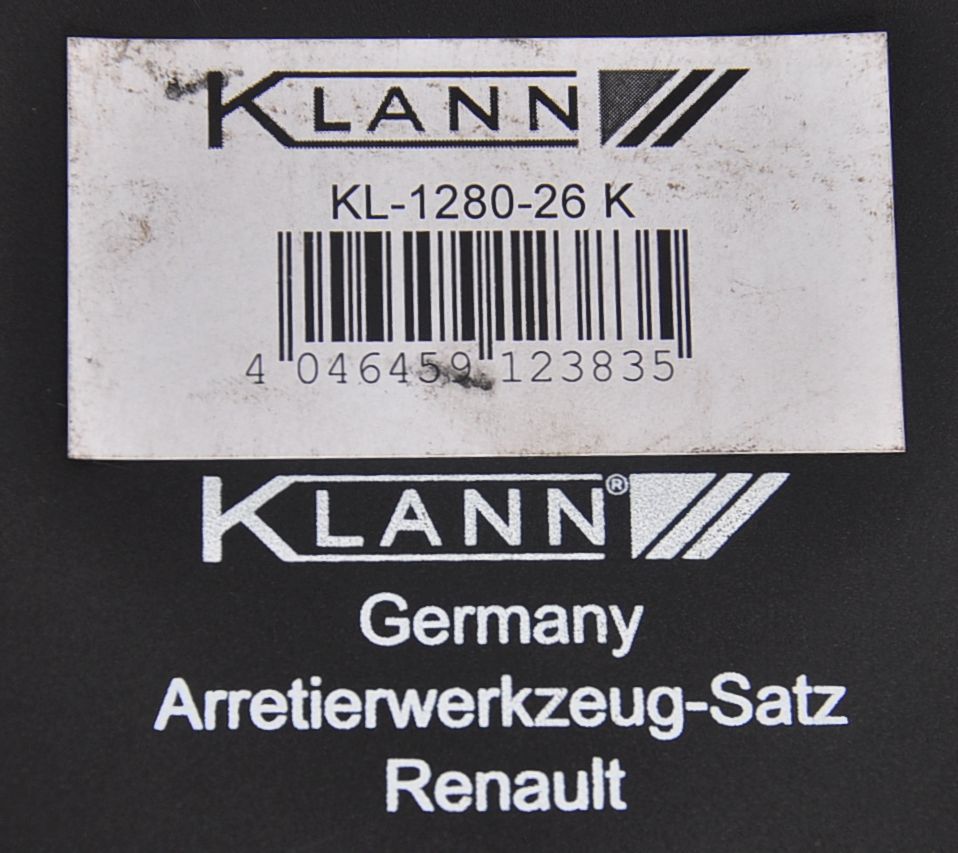 KLANN
KL-1280-26 K
4 046459 123835
KLANN®
Germany
Arretierwerkzeug-Satz
Renault